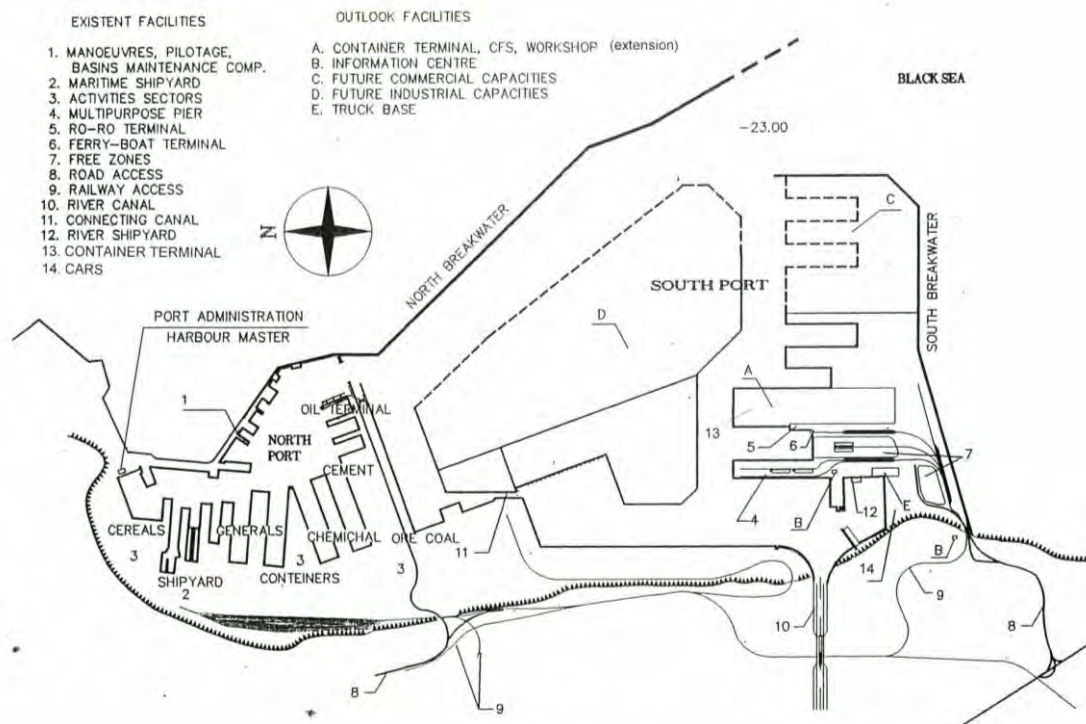 EXISTENT FACILITIES
1. MANOEUVRES, PILOTAGE,
BASINS MAINTENANCE COMP.
2. MARITIME SHIPYARD
3. ACTIVITIES SECTORS
4. MULTIPURPOSE PIER
5. RO-RO TERMINAL
6. FERRY-BOAT TERMINAL
7. FREE ZONES
8. ROAD ACCESS
9. RAILWAY ACCESS
10. RIVER CANAL
11. CONNECTING CANAL
12. RIVER SHIPYARD
13. CONTAINER TERMINAL
14. CARS
OUTLOOK FACILITIES
A. CONTAINER TERMINAL, CFS, WORKSHOP (extension)
B. INFORMATION CENTRE
C. FUTURE COMMERCIAL CAPACITIES
D. FUTURE INDUSTRIAL CAPACITIES
E. TRUCK BASE
BLACK SEA
-23.00
N
NORTH BREAKWATER
C
SOUTH PORT
SOUTH BREAKWATER
PORT ADMINISTRATION
HARBOUR MASTER
D
A
1
OIL TERMINAL
13
NORTH
PORT
5
6
7
CEMENT
4
B
12
E
CEREALS
GENERALS
CHEMICHAL
ORE COAL
11
3
3
3
14
B
SHIPYARD
2
CONTEINERS
9
10
8
8
9